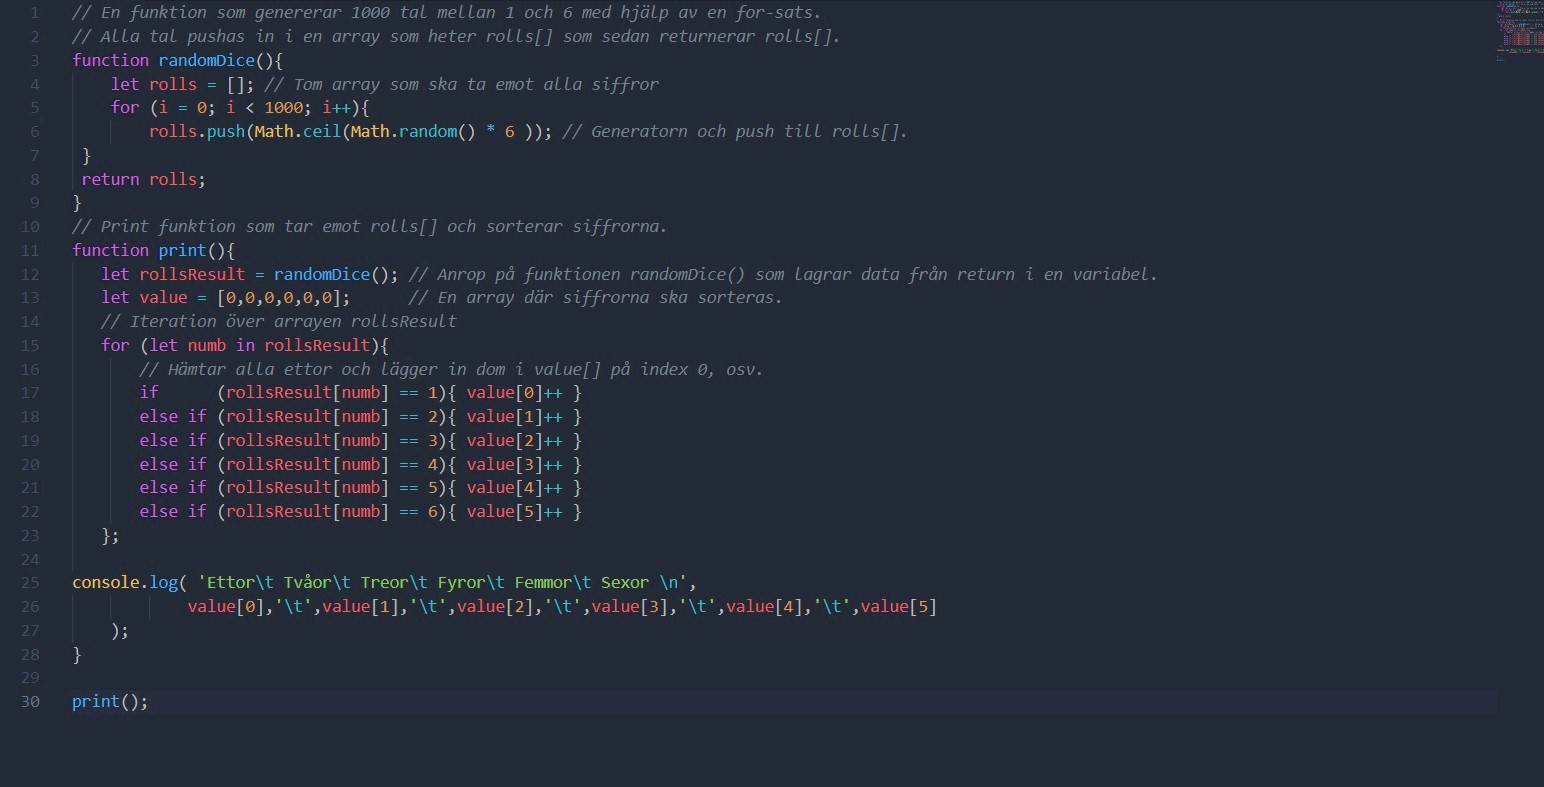 1 // En funktion som genererar 1000 tal mellan 1 och 6 med hjälp av en for-sats.
2 // Alla tal pushas in i en array som heter rolls[] som sedan returnerar rolls[].
3 function randomDice(){
4 let rolls = []; // Tom array som ska ta emot alla siffror
5 for (i = 0; i < 1000; i++){
6 rolls.push(Math.ceil(Math.random() * 6 )); // Generatorn och push till rolls[].
7 }
8 return rolls;
9 }
10 // Print funktion som tar emot rolls[] och sorterar siffrorna.
11 function print(){
12 let rollsResult = randomDice(); // Anrop på funktionen randomDice() som lagrar data från return i en variabel.
13 let value = [0,0,0,0,0,0]; // En array där siffrorna ska sorteras.
14 // Iteration över arrayen rollsResult
15 for (let numb in rollsResult){
16 // Hämtar alla ettor och lägger in dom i value[] på index 0, osv.
17 if (rollsResult[numb] == 1){ value[0]++ }
18 else if (rollsResult[numb] == 2){ value[1]++ }
19 else if (rollsResult[numb] == 3){ value[2]++ }
20 else if (rollsResult[numb] == 4){ value[3]++ }
21 else if (rollsResult[numb] == 5){ value[4]++ }
22 else if (rollsResult[numb] == 6){ value[5]++ }
23 };
24
25 console.log( 'Ettor\t Tvåor\t Treor\t Fyror\t Femmor\t Sexor \n',
26 value[0],'\t',value[1],'\t',value[2],'\t',value[3],'\t',value[4],'\t',value[5]
27 );
28 }
29
30 print();